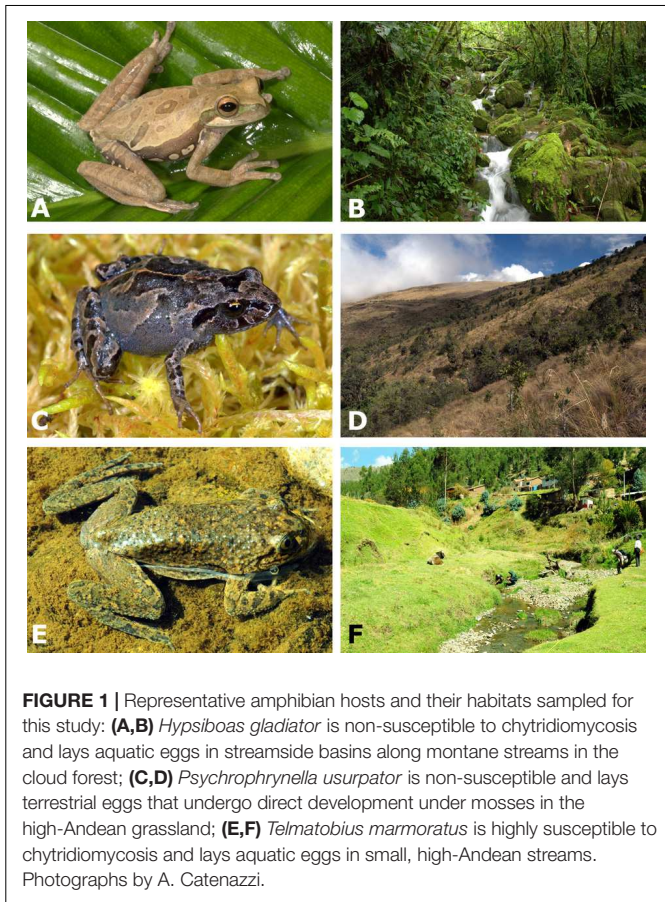 A
B
C
D
E
F
FIGURE 1 | Representative amphibian hosts and their habitats sampled for
this study: (A,B) Hypsiboas gladiator is non-susceptible to chytridiomycosis
and lays aquatic eggs in streamside basins along montane streams in the
cloud forest; (C,D) Psychrophrynella usurpator is non-susceptible and lays
terrestrial eggs that undergo direct development under mosses in the
high-Andean grassland; (E,F) Telmatobius marmoratus is highly susceptible to
chytridiomycosis and lays aquatic eggs in small, high-Andean streams.
Photographs by A. Catenazzi.